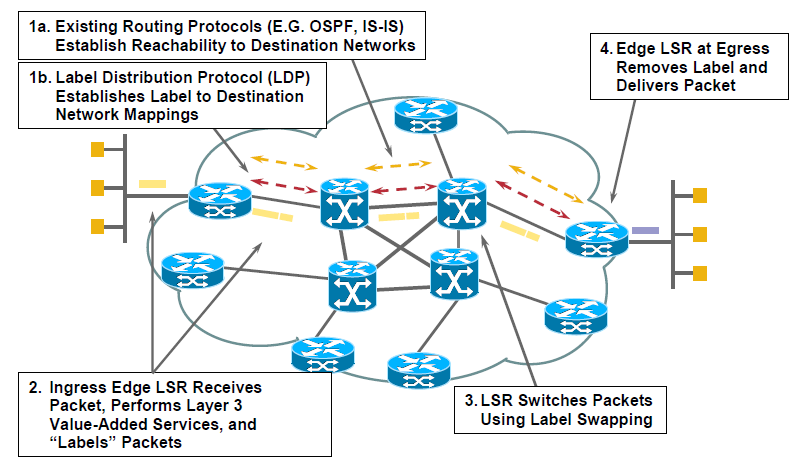 1a. Existing Routing Protocols (E.G. OSPF, IS-IS)
Establish Reachability to Destination Networks
1b. Label Distribution Protocol (LDP)
Establishes Label to Destination
Network Mappings
4. Edge LSR at Egress
Removes Label and
Delivers Packet
2. Ingress Edge LSR Receives
Packet, Performs Layer 3
Value-Added Services, and
“Labels” Packets
3. LSR Switches Packets
Using Label Swapping